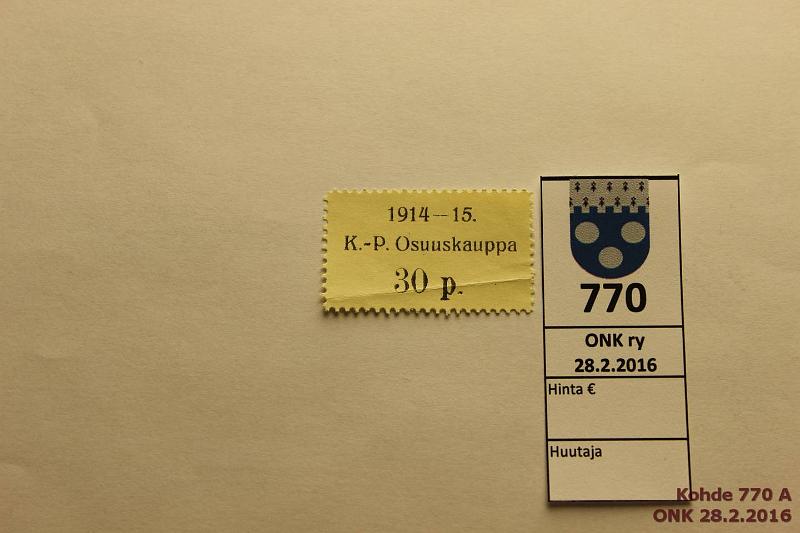 1914—15.
K.-P. Osuuskauppa
30 p.
770
ONK ry
28.2.2016
Hinta €
Huutaja
Kohde 770 A
ONK 28.2.2016